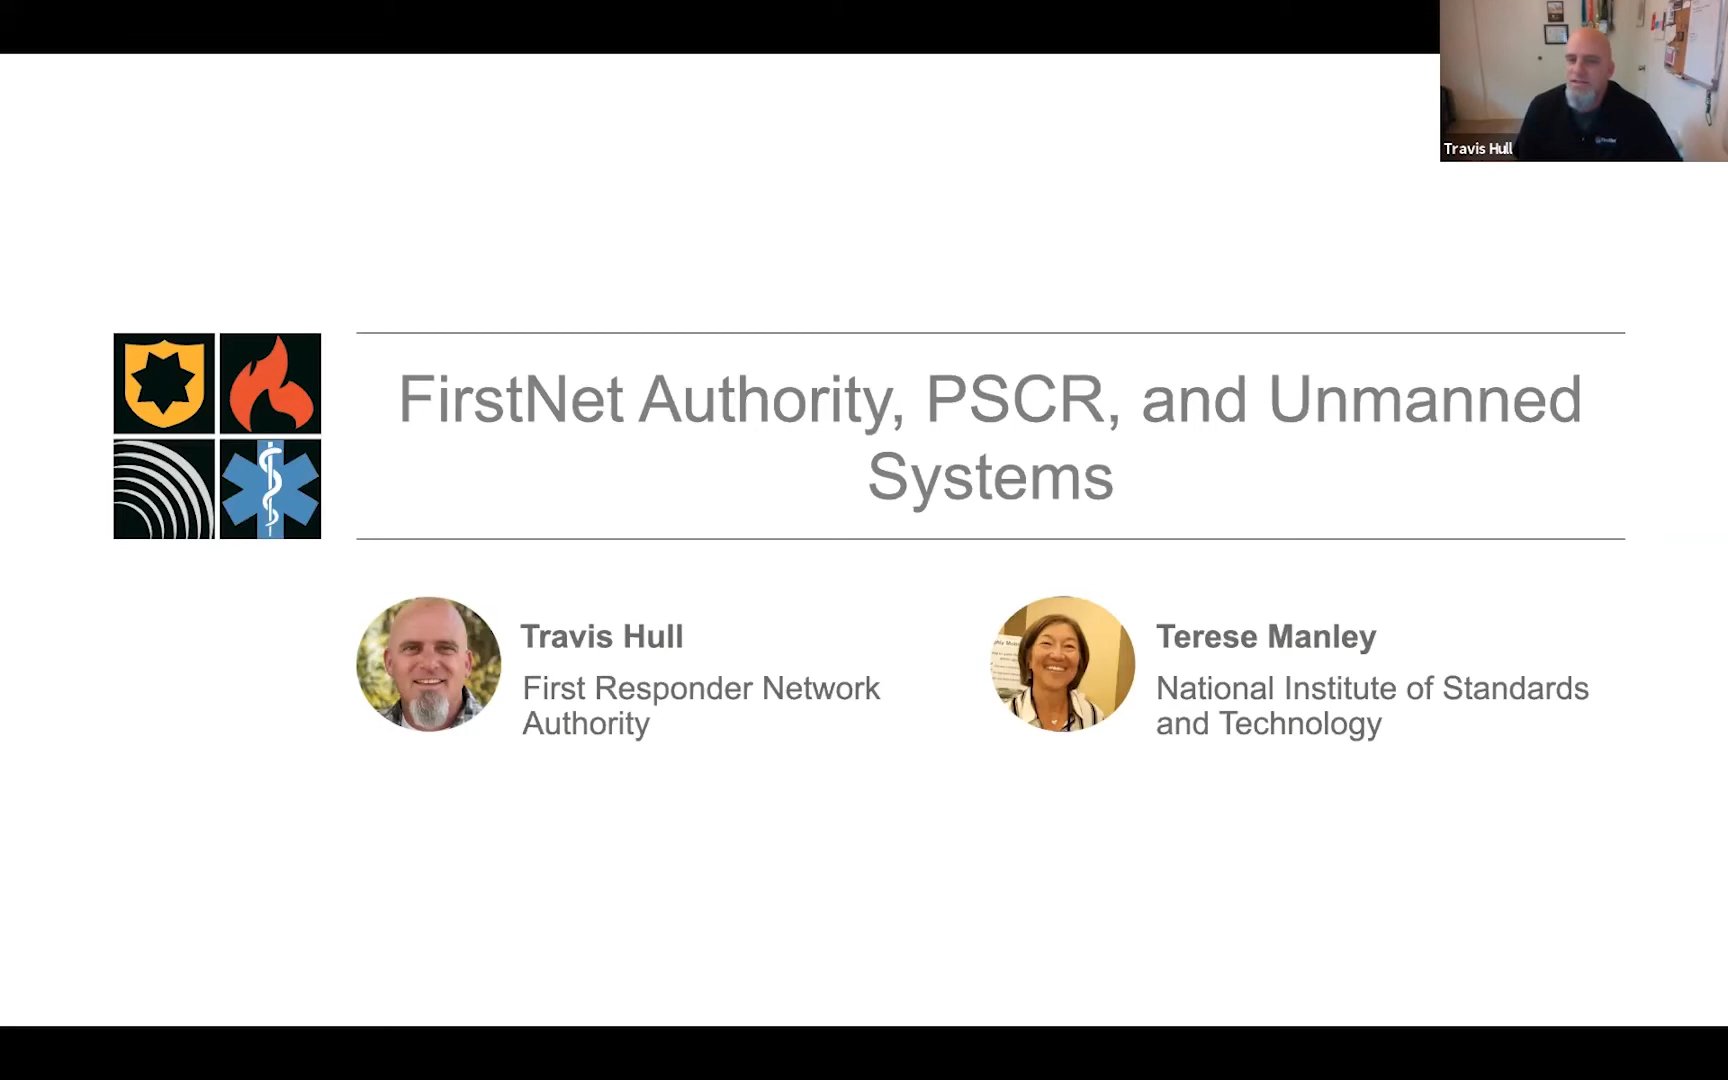 Travis Hull
FirstNet Authority, PSCR, and Unmanned
Systems
Travis Hull
First Responder Network
Authority
Terese Manley
National Institute of Standards
and Technology